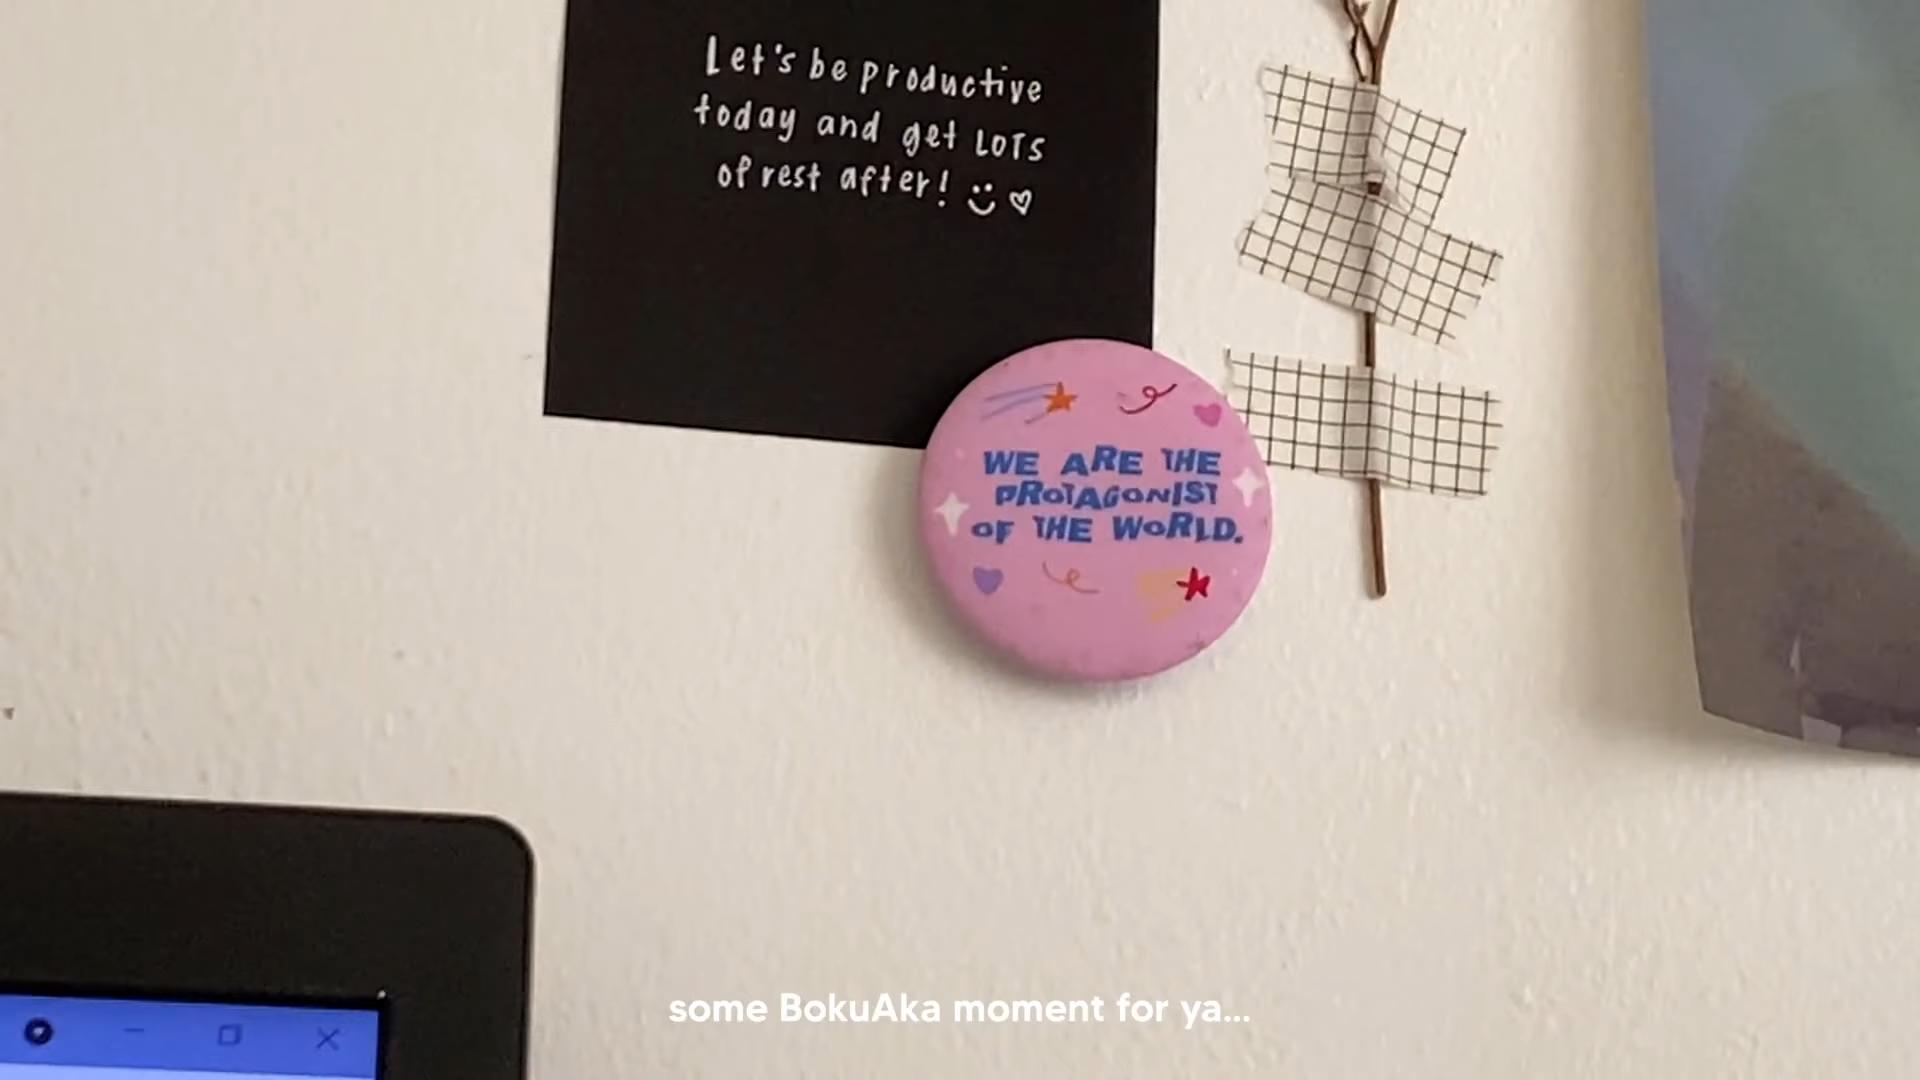 Let's be productive
today and get LOTS
of rest after!
WE ARE THE
PROTAGONIST
OF THE WORLD.
some BokuAka moment for ya...